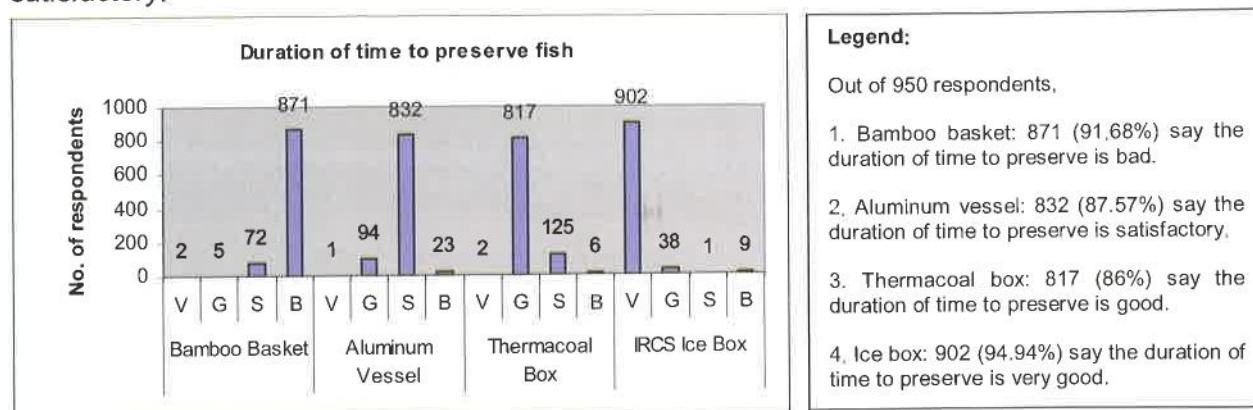 Duration of time to preserve fish
No. of respondents
1000
800
600
400
200
0
2 5 72 871 1 94 832 23 2 817 125 6 902 38 1 9
V G S B V G S B V G S B V G S B
Bamboo Basket Aluminum Vessel Thermacoal Box IRCS Ice Box
Legend:
Out of 950 respondents,
1. Bamboo basket: 871 (91.68%) say the
duration of time to preserve is bad.
2. Aluminum vessel: 832 (87.57%) say the
duration of time to preserve is satisfactory.
3. Thermacoal box: 817 (86%) say the
duration of time to preserve is good.
4. Ice box: 902 (94.94%) say the duration of
time to preserve is very good.